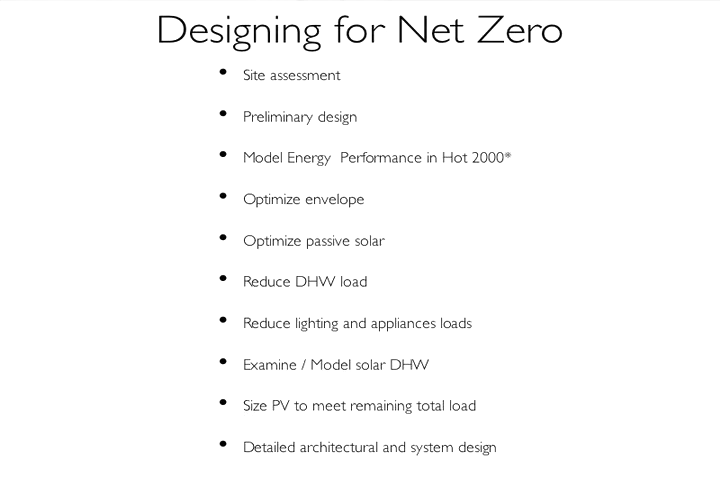 Designing for Net Zero
• Site assessment
• Preliminary design
• Model Energy  Performance in Hot 2000*
• Optimize envelope
• Optimize passive solar
• Reduce DHW load
• Reduce lighting and appliances loads
• Examine / Model solar DHW
• Size PV to meet remaining total load
• Detailed architectural and system design